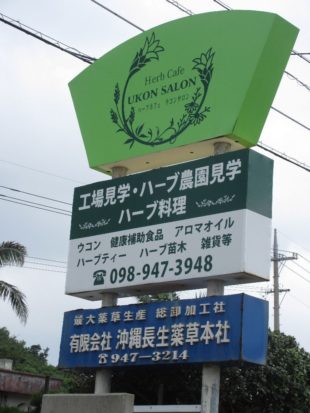 Herb Cafe
UKON SALON
ハーブカフェ ウコンサロン
工場見学・ハーブ農園見学
ハーブ料理
ウコン 健康補助食品 アロマオイル
ハーブティー ハーブ苗木 雑貨等
☎098-947-3948
最大薬草生産 総卸加工社
有限会社 沖縄長生薬草本社
☎947-3214